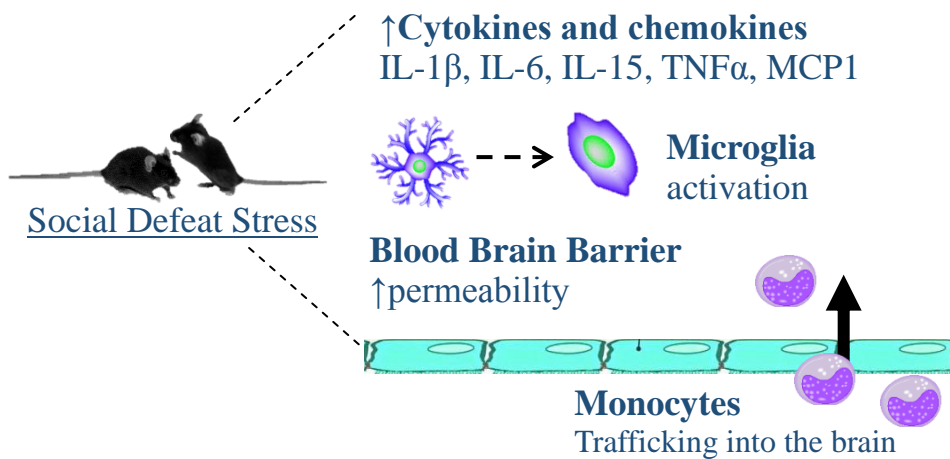 ↑Cytokines and chemokines
IL-1β, IL-6, IL-15, TNFα, MCP1
Microglia
activation
Social Defeat Stress
Blood Brain Barrier
↑permeability
Monocytes
Trafficking into the brain